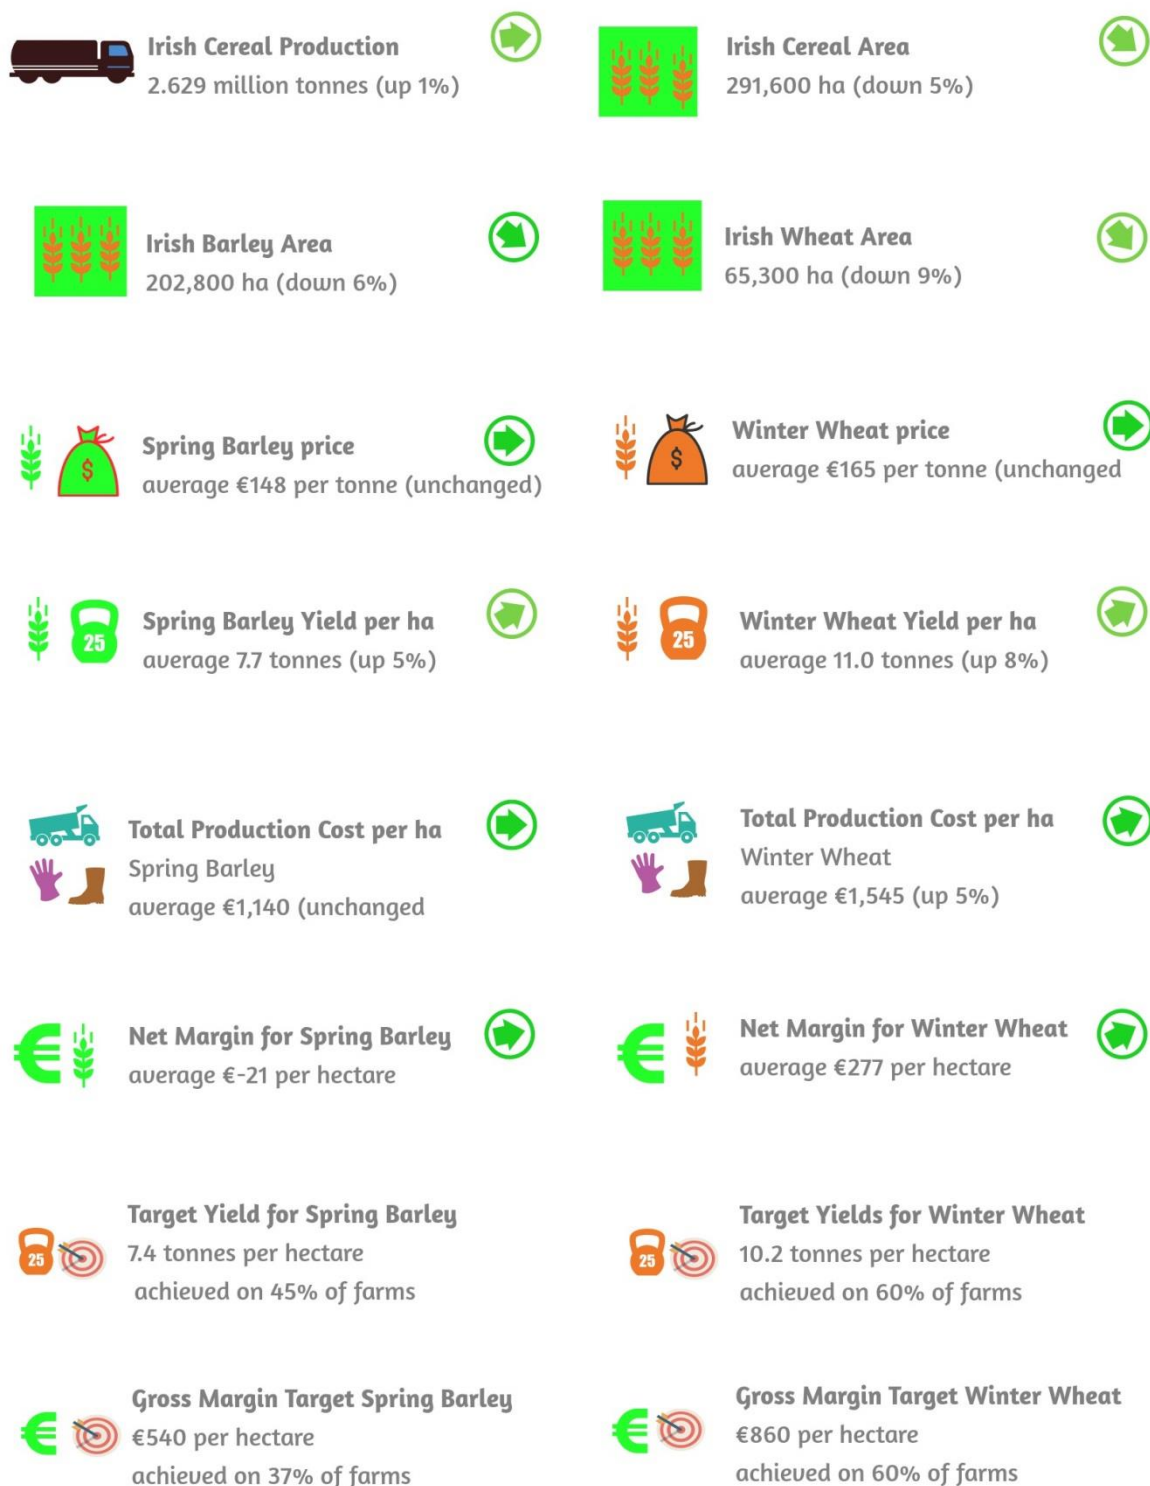 Irish Cereal Production
2.629 million tonnes (up 1%)
Irish Cereal Area
291,600 ha (down 5%)
Irish Barley Area
202,800 ha (down 6%)
Irish Wheat Area
65,300 ha (down 9%)
$
Spring Barley price
average €148 per tonne (unchanged)
$
Winter Wheat price
average €165 per tonne (unchanged
25
Spring Barley Yield per ha
average 7.7 tonnes (up 5%)
25
Winter Wheat Yield per ha
average 11.0 tonnes (up 8%)
Total Production Cost per ha
Spring Barley
average €1,140 (unchanged
Total Production Cost per ha
Winter Wheat
average €1,545 (up 5%)
€
Net Margin for Spring Barley
average €-21 per hectare
€
Net Margin for Winter Wheat
average €277 per hectare
25
Target Yield for Spring Barley
7.4 tonnes per hectare
achieved on 45% of farms
25
Target Yields for Winter Wheat
10.2 tonnes per hectare
achieved on 60% of farms
€
Gross Margin Target Spring Barley
€540 per hectare
achieved on 37% of farms
€
Gross Margin Target Winter Wheat
€860 per hectare
achieved on 60% of farms